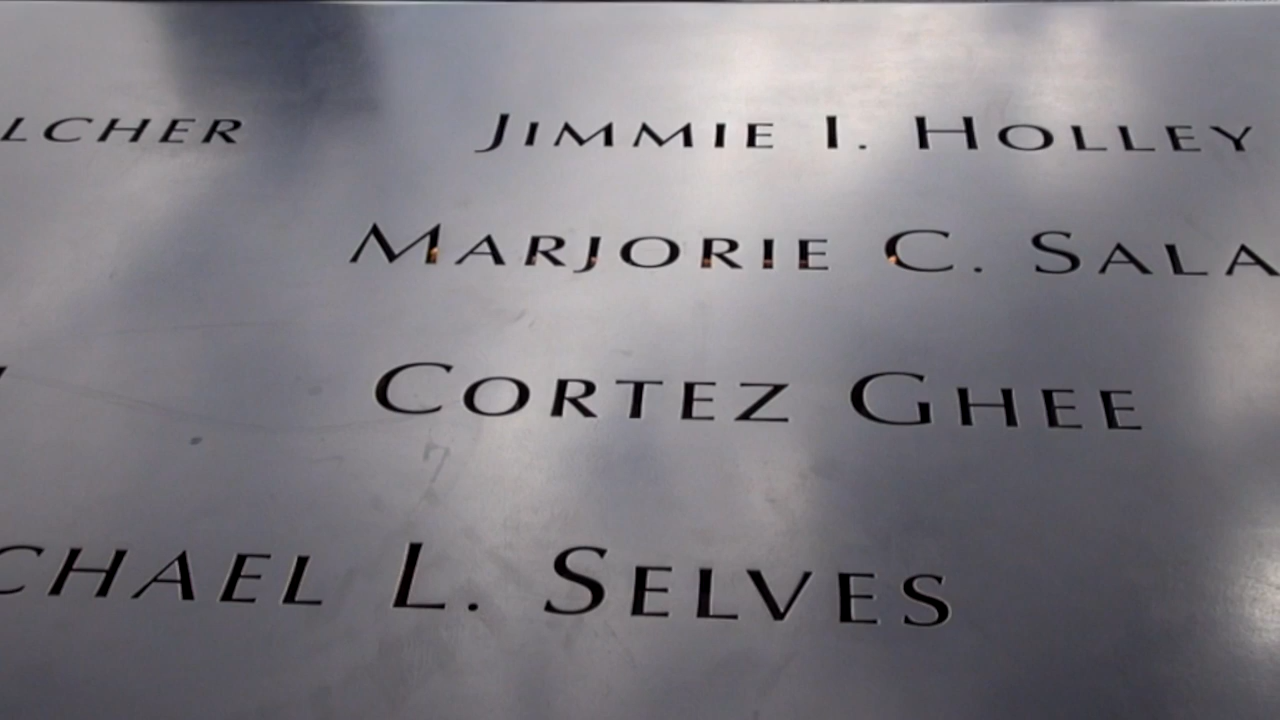 LCHER JIMMIE I. HOLLEY
MARJORIE C. SALA
CORTEZ GHEE
CHAEL L. SELVES